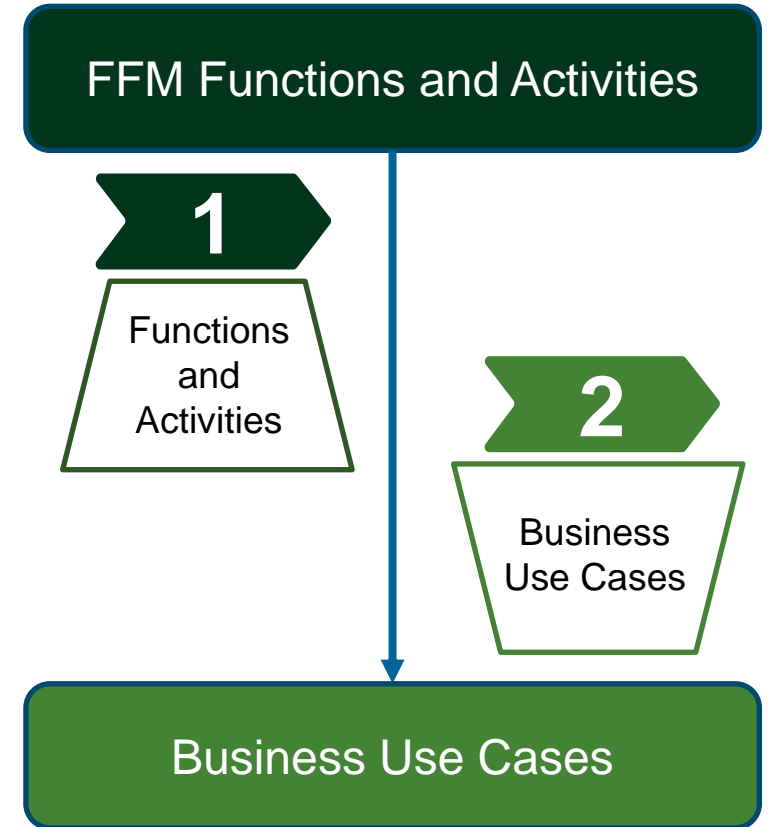 FFM Functions and Activities
1
Functions
and
Activities
2
Business
Use Cases
Business Use Cases